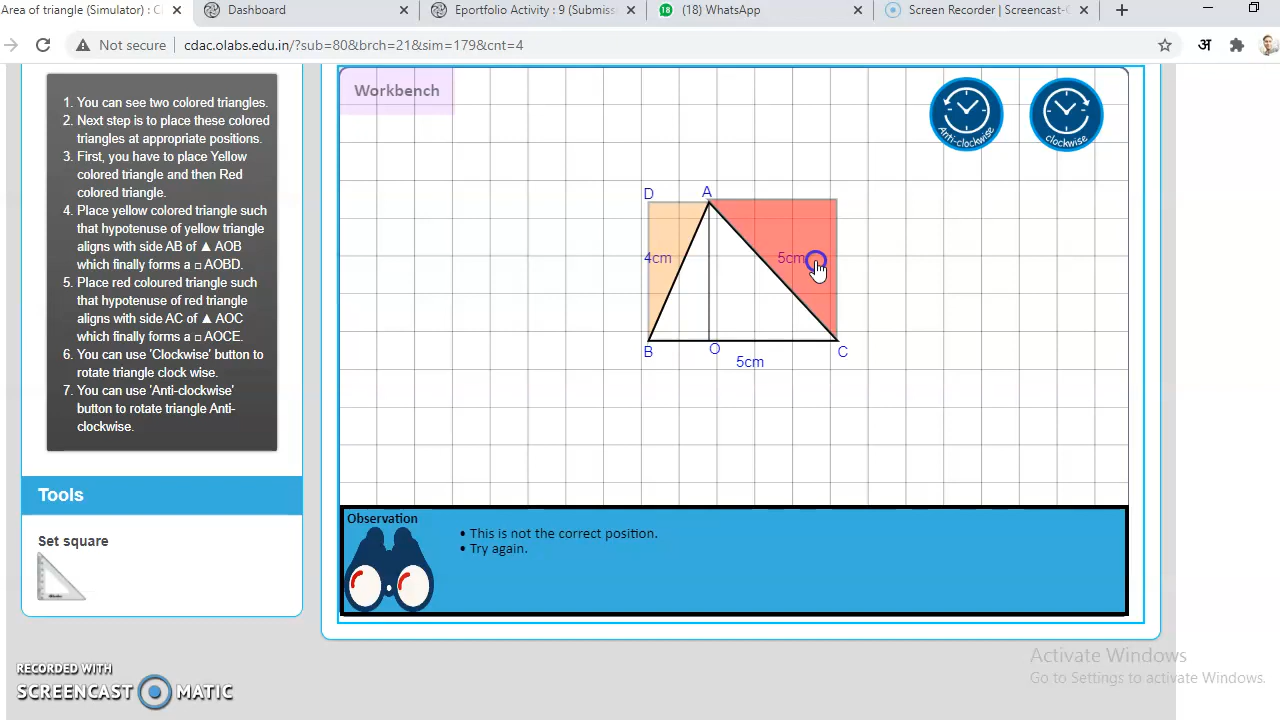 Area of triangle (Simulator) : Cl
Dashboard
Eportfolio Activity : 9 (Submiss
(18) WhatsApp
Screen Recorder | Screencast-O
Not secure
cdac.olabs.edu.in/?sub=80&brch=21&sim=179&cnt=4
अ
1. You can see two colored triangles.
2. Next step is to place these colored
triangles at appropriate positions.
3. First, you have to place Yellow
colored triangle and then Red
colored triangle.
4. Place yellow colored triangle such
that hypotenuse of yellow triangle
aligns with side AB of ▲ AOB
which finally forms a □ AOBD.
5. Place red coloured triangle such
that hypotenuse of red triangle
aligns with side AC of ▲ AOC
which finally forms a □ AOCE.
6. You can use 'Clockwise' button to
rotate triangle clock wise.
7. You can use 'Anti-clockwise'
button to rotate triangle Anti-
clockwise.
Tools
Set square
Workbench
Anti-clockwise
clockwise
D
A
4cm
5cm
B
O
C
5cm
Observation
• This is not the correct position.
• Try again.
RECORDED WITH
SCREENCAST MATIC
Activate Windows
Go to Settings to activate Windows.